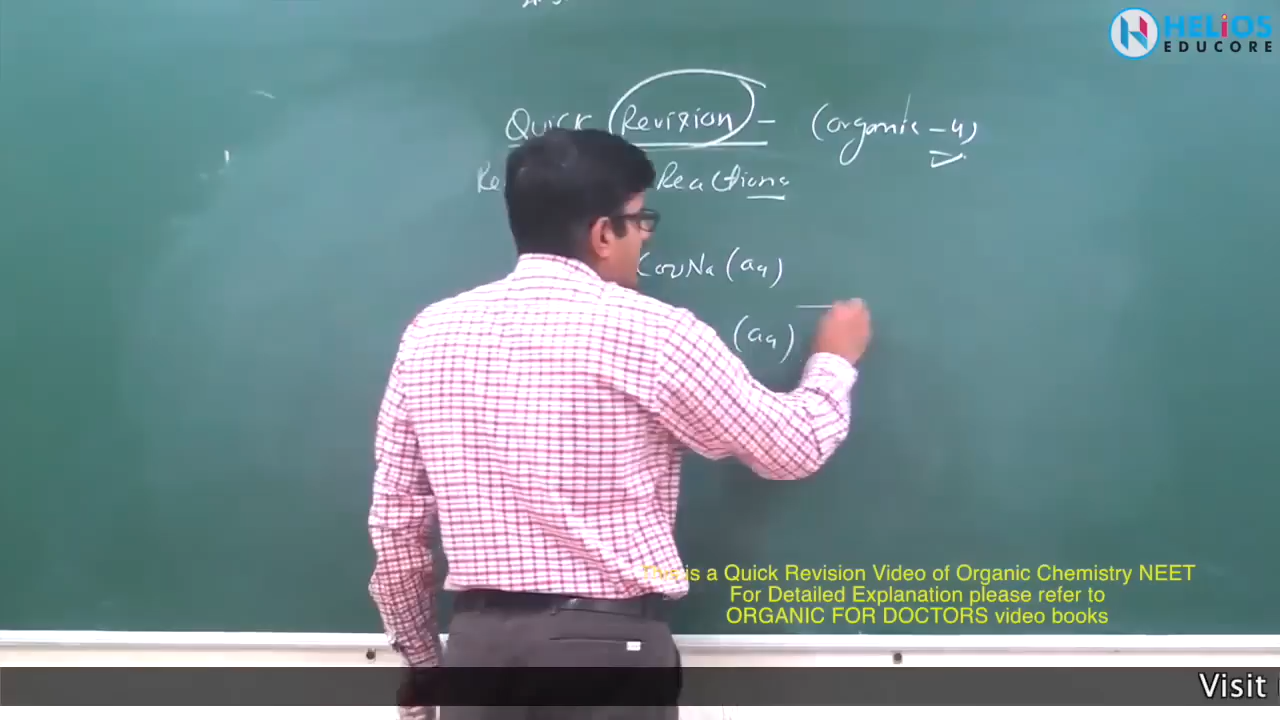 HELIOS
EDUCORE
Quick Revision - (organic - 4)
Reactions
COONa (aq)
(aq)
This is a Quick Revision Video of Organic Chemistry NEET
For Detailed Explanation please refer to
ORGANIC FOR DOCTORS video books
Visit